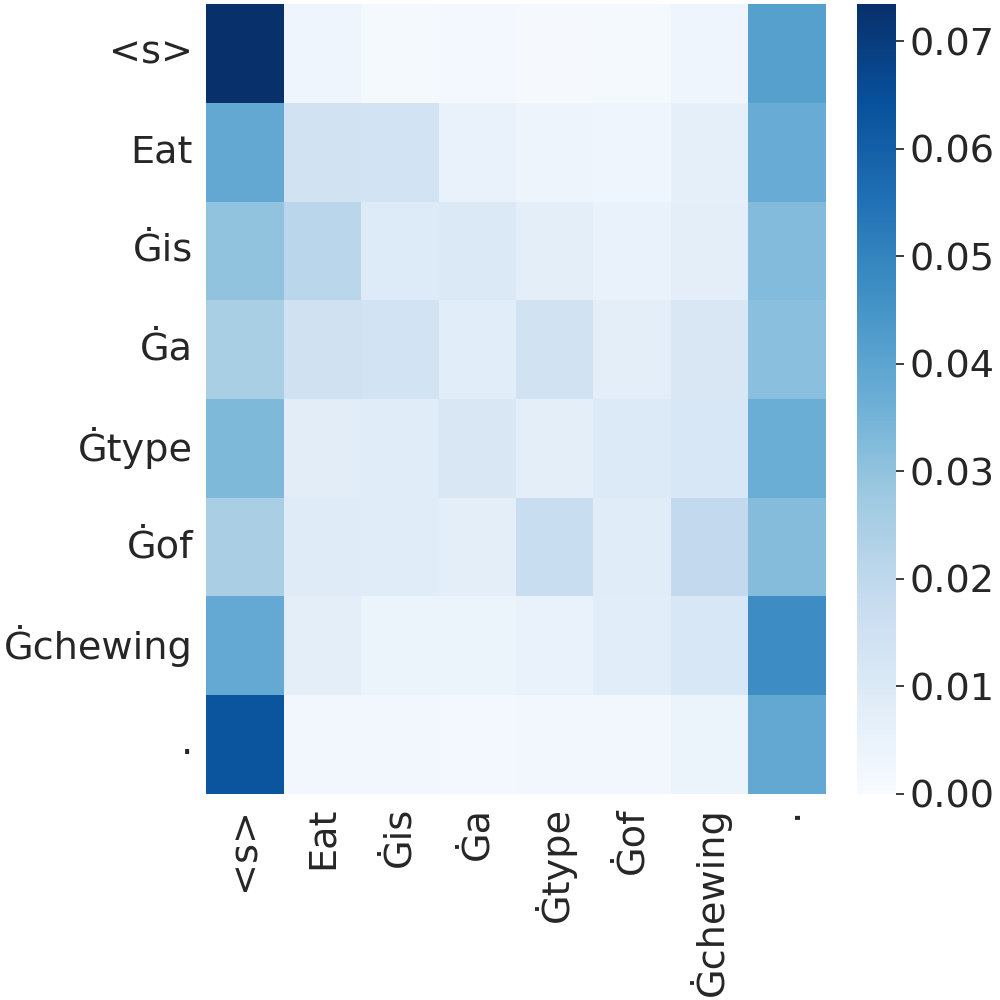 <s>
Eat
Ġis
Ġa
Ġtype
Ġof
Ġchewing
.
<s>
Eat
Ġis
Ġa
Ġtype
Ġof
Ġchewing
.
0.07
0.06
0.05
0.04
0.03
0.02
0.01
0.00